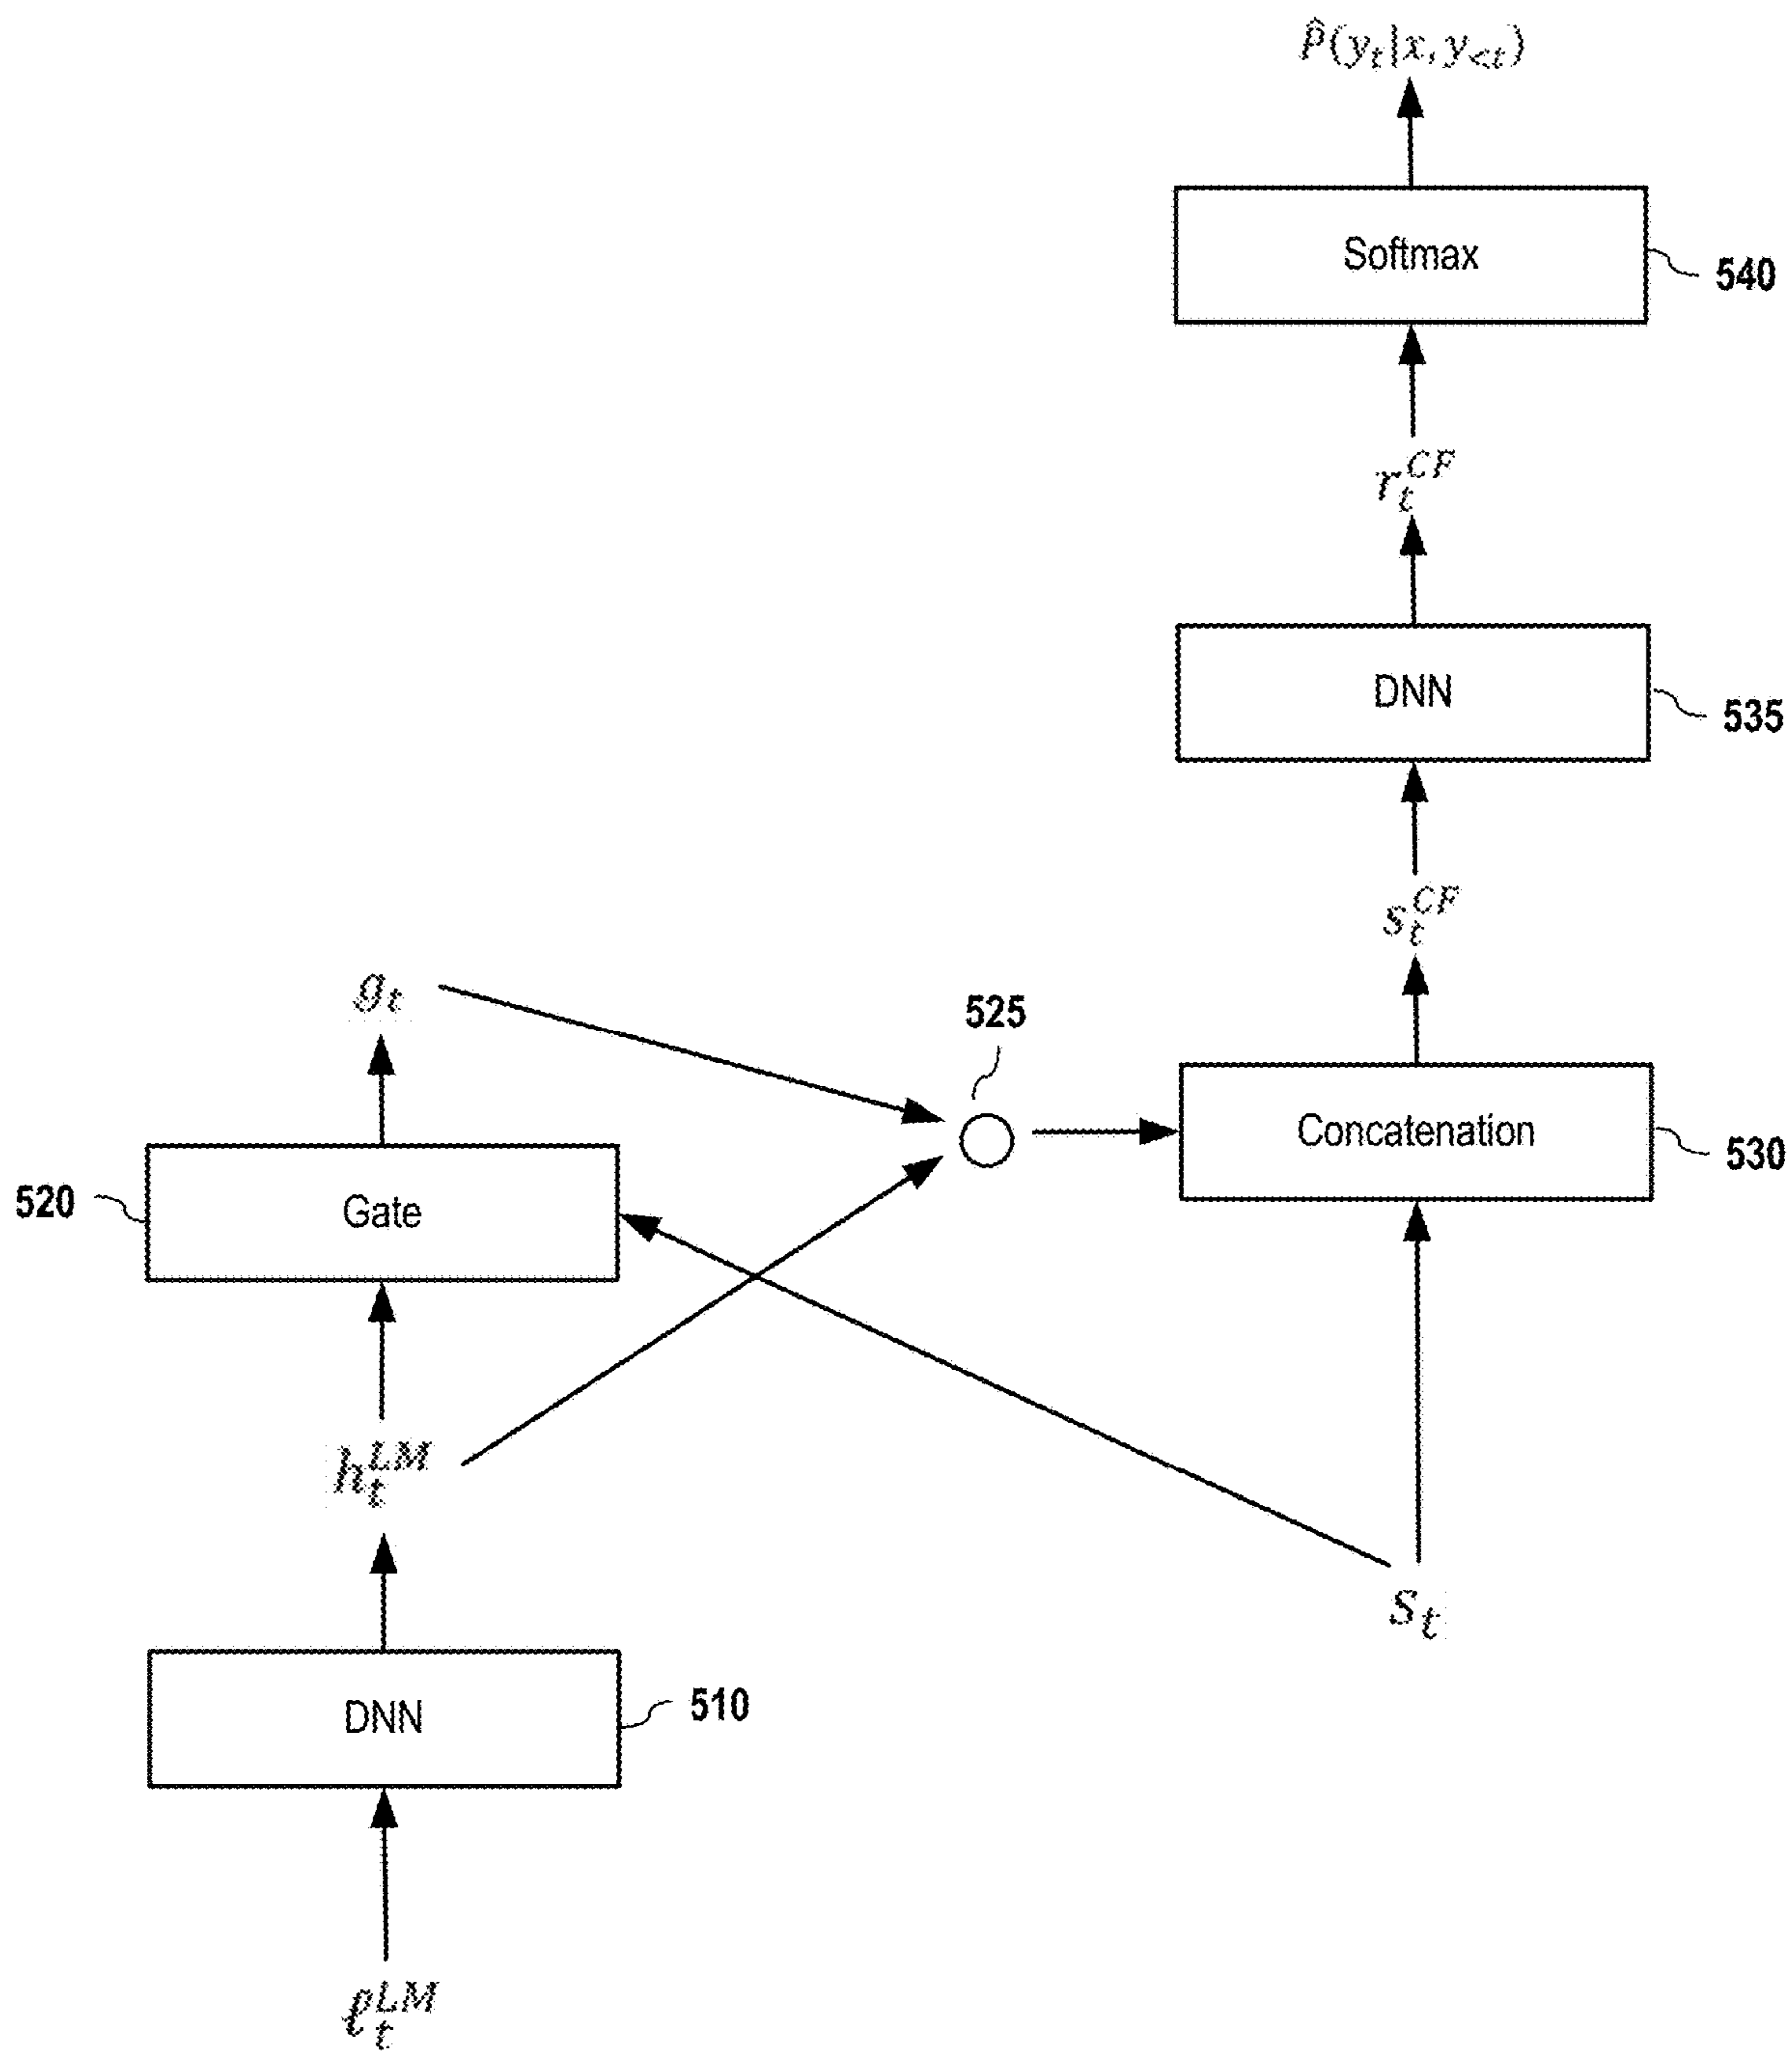 P̂(y_t|x, y_{<t})
Softmax
540
r_t^{CF}
DNN
535
s_t^{CF}
g_t
525
Concatenation
530
520
Gate
h_t^{LM}
s_t
DNN
510
ℓ_t^{LM}